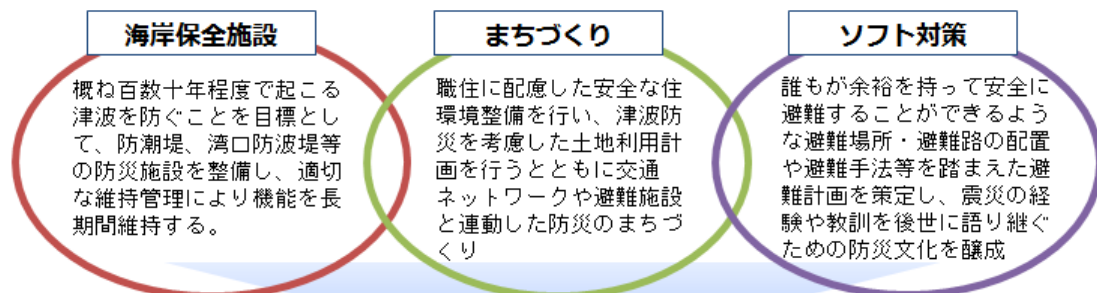 海岸保全施設
概ね百数十年程度で起こる
津波を防ぐことを目標とし
て、防潮堤、湾口防波堤等
の防災施設を整備し、適切
な維持管理により機能を長
期間維持する。
まちづくり
職住に配慮した安全な住
環境整備を行い、津波防
災を考慮した土地利用計
画を行うとともに交通
ネットワークや避難施設
と連動した防災のまちづ
くり
ソフト対策
誰もが余裕を持って安全に
避難することができるよう
な避難場所・避難路の配置
や避難手法等を踏まえた避
難計画を策定し、震災の経
験や教訓を後世に語り継ぐ
ための防災文化を醸成